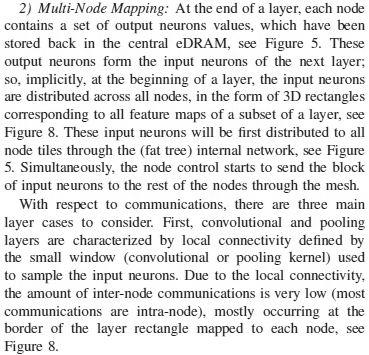 2) Multi-Node Mapping: At the end of a layer, each node
contains a set of output neurons values, which have been
stored back in the central eDRAM, see Figure 5. These
output neurons form the input neurons of the next layer;
so, implicitly, at the beginning of a layer, the input neurons
are distributed across all nodes, in the form of 3D rectangles
corresponding to all feature maps of a subset of a layer, see
Figure 8. These input neurons will be first distributed to all
node tiles through the (fat tree) internal network, see Figure
5. Simultaneously, the node control starts to send the block
of input neurons to the rest of the nodes through the mesh.
With respect to communications, there are three main
layer cases to consider. First, convolutional and pooling
layers are characterized by local connectivity defined by
the small window (convolutional or pooling kernel) used
to sample the input neurons. Due to the local connectivity,
the amount of inter-node communications is very low (most
communications are intra-node), mostly occurring at the
border of the layer rectangle mapped to each node, see
Figure 8.